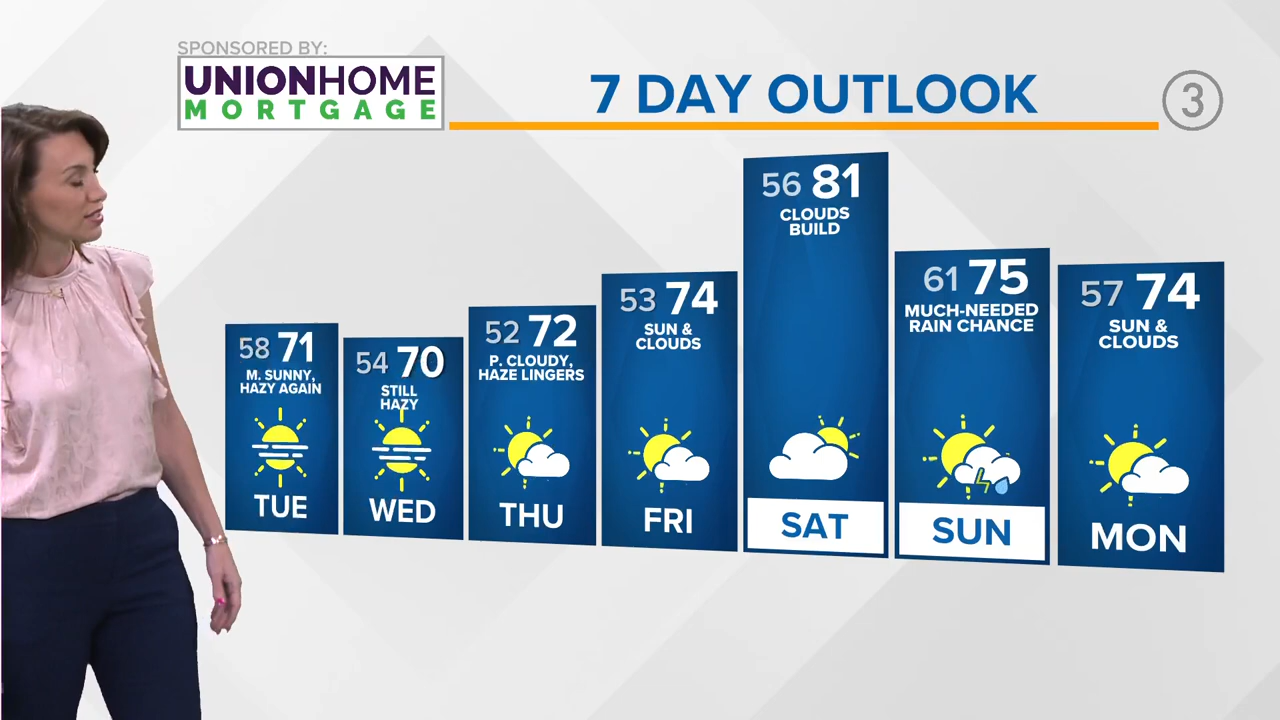 SPONSORED BY:
UNIONHOME
MORTGAGE
7 DAY OUTLOOK
3
58 71
M. SUNNY,
HAZY AGAIN
TUE
54 70
STILL
HAZY
WED
52 72
P. CLOUDY,
HAZE LINGERS
THU
53 74
SUN &
CLOUDS
FRI
56 81
CLOUDS
BUILD
SAT
61 75
MUCH-NEEDED
RAIN CHANCE
SUN
57 74
SUN &
CLOUDS
MON